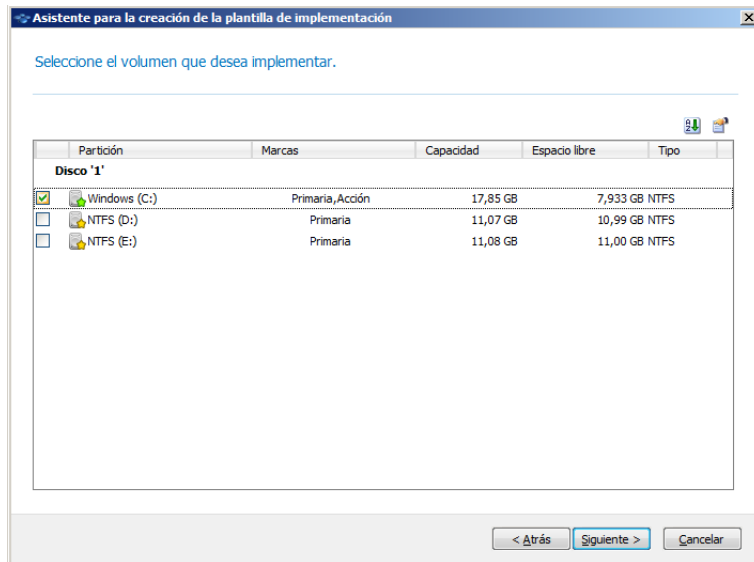 Asistente para la creación de la plantilla de implementación
Seleccione el volumen que desea implementar.
Partición Marcas Capacidad Espacio libre Tipo
Disco '1'
Windows (C:) Primaria,Acción 17,85 GB 7,933 GB NTFS
NTFS (D:) Primaria 11,07 GB 10,99 GB NTFS
NTFS (E:) Primaria 11,08 GB 11,00 GB NTFS
< Atrás Siguiente > Cancelar